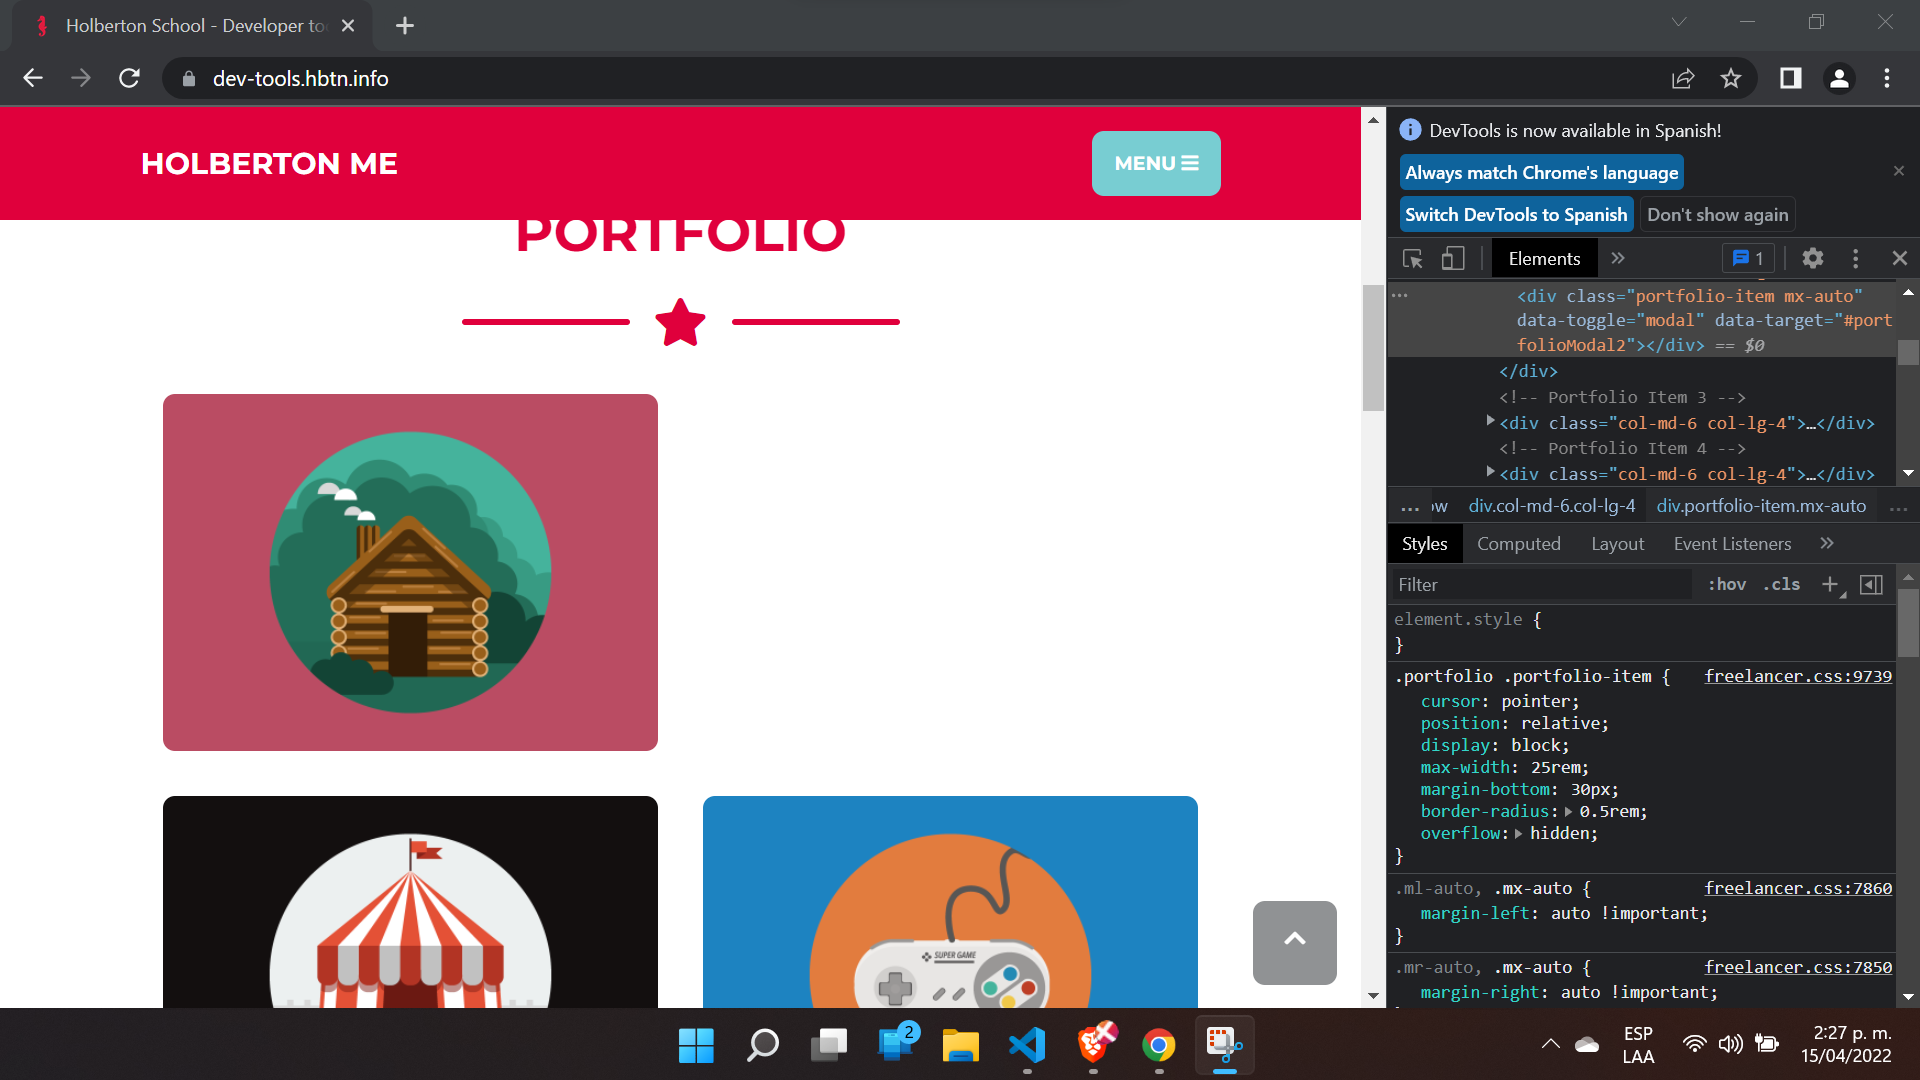 Holberton School - Developer to
dev-tools.hbtn.info
HOLBERTON ME
MENU
PORTFOLIO
SUPER GAME
DevTools is now available in Spanish!
Always match Chrome's language
Switch DevTools to Spanish
Don't show again
Elements
1
<div class="portfolio-item mx-auto"
data-toggle="modal" data-target="#port
folioModal2"></div> == $0
</div>
<!-- Portfolio Item 3 -->
<div class="col-md-6 col-lg-4">…</div>
<!-- Portfolio Item 4 -->
<div class="col-md-6 col-lg-4">…</div>
... ow div.col-md-6.col-lg-4 div.portfolio-item.mx-auto ...
Styles Computed Layout Event Listeners
Filter :hov .cls
element.style {
}
.portfolio .portfolio-item { freelancer.css:9739
cursor: pointer;
position: relative;
display: block;
max-width: 25rem;
margin-bottom: 30px;
border-radius: 0.5rem;
overflow: hidden;
}
.ml-auto, .mx-auto { freelancer.css:7860
margin-left: auto !important;
}
.mr-auto, .mx-auto { freelancer.css:7850
margin-right: auto !important;
2
ESP
LAA
2:27 p. m.
15/04/2022